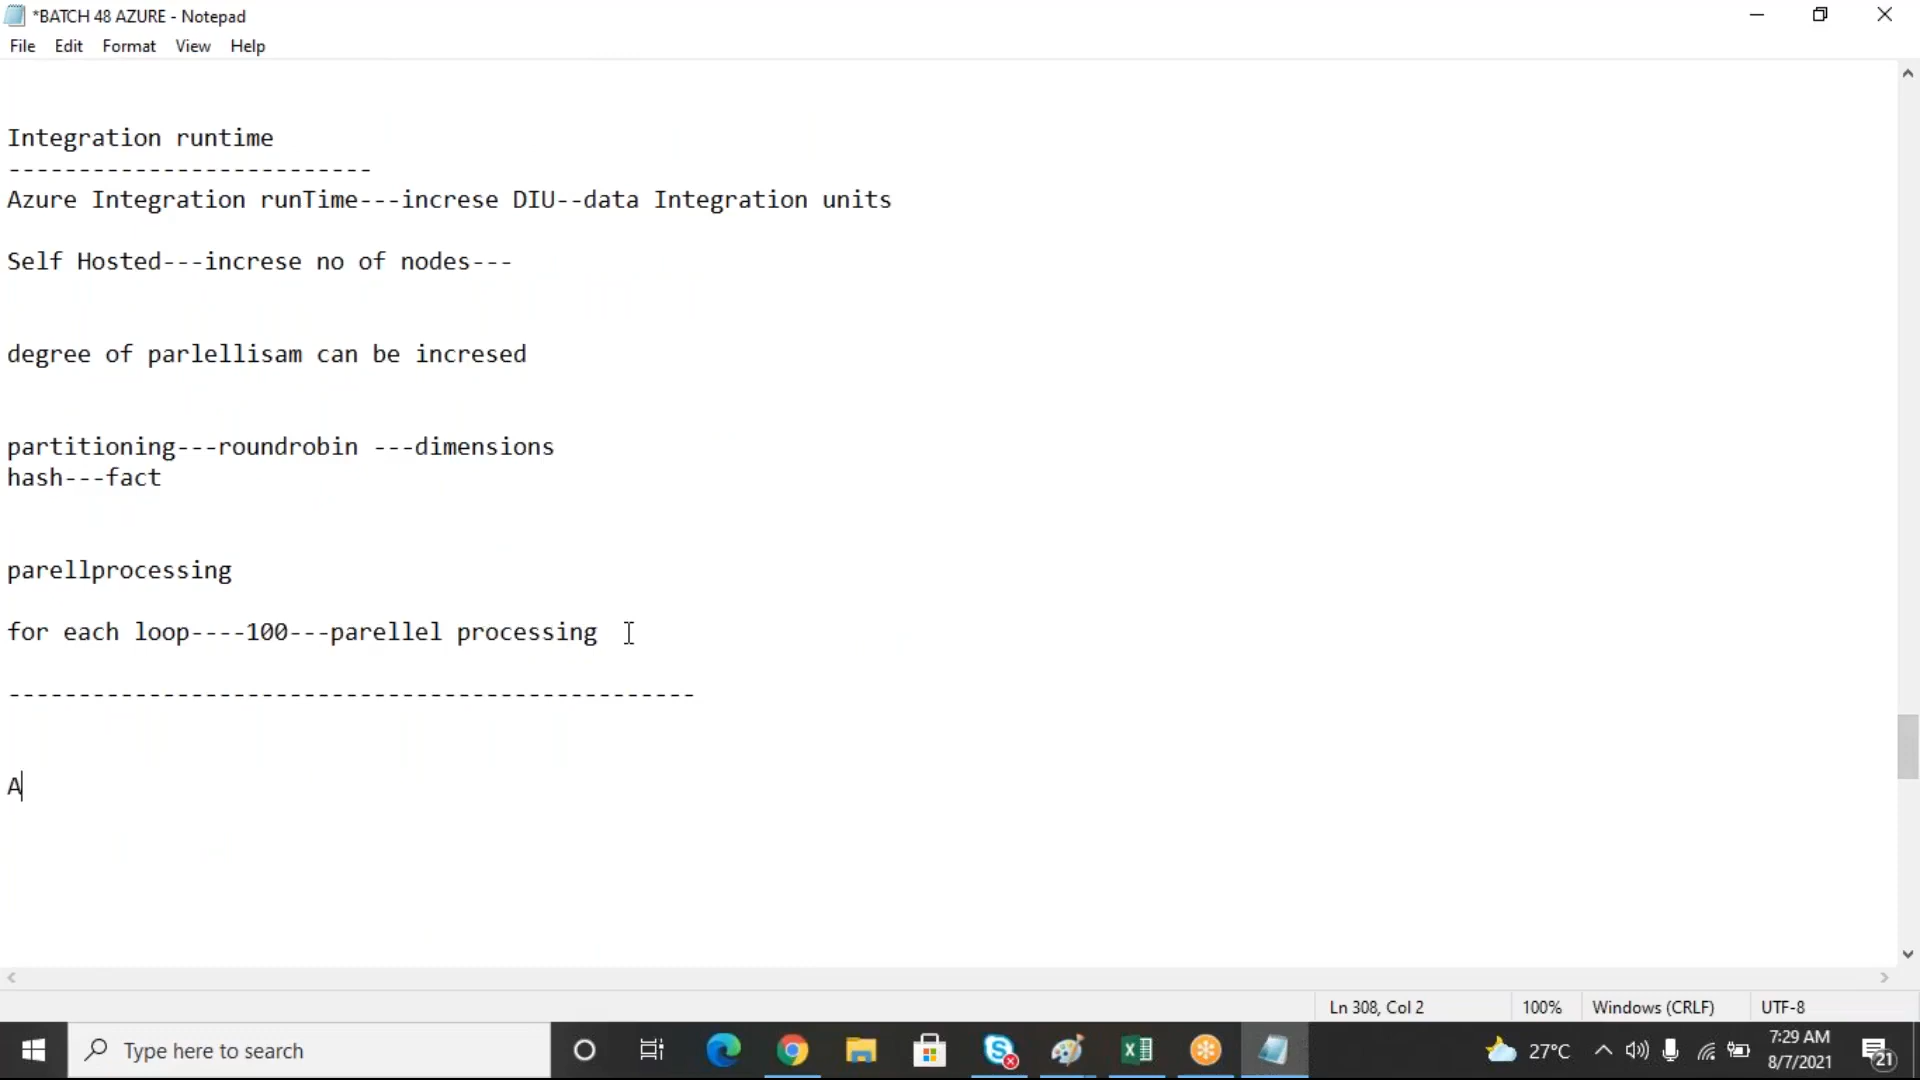 *BATCH 48 AZURE - Notepad
File Edit Format View Help
Integration runtime
--------------------------
Azure Integration runTime---increse DIU--data Integration units
Self Hosted---increse no of nodes---
degree of parlellisam can be incresed
partitioning---roundrobin ---dimensions
hash---fact
parellprocessing
for each loop----100---parellel processing
-------------------------------------------------
A
Ln 308, Col 2 100% Windows (CRLF) UTF-8
Type here to search 27°C 7:29 AM
8/7/2021 21